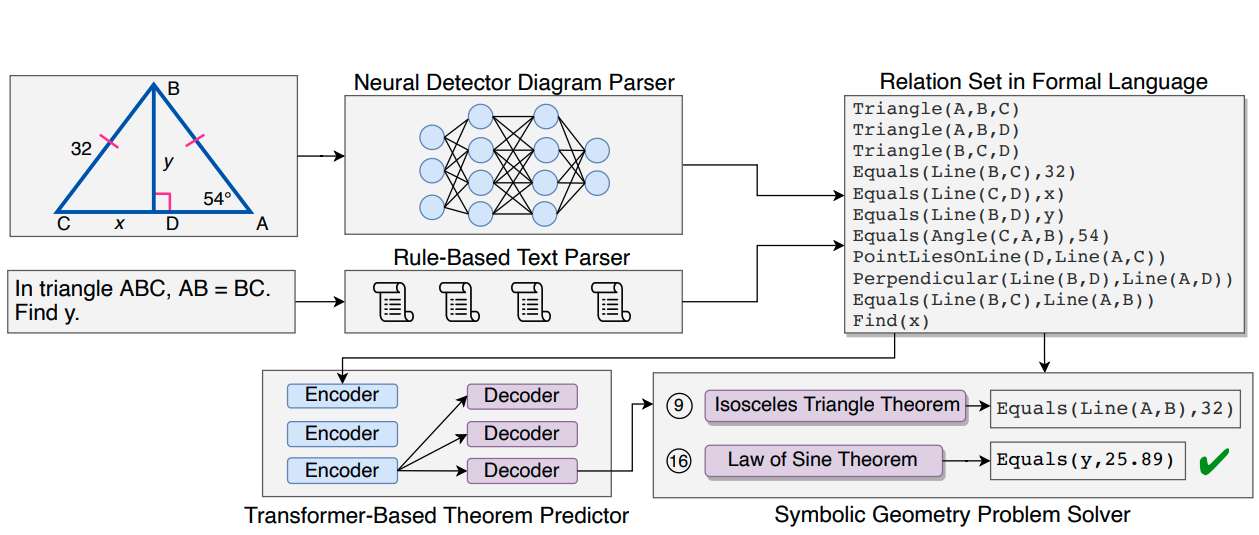 Neural Detector Diagram Parser
Relation Set in Formal Language
B
32
y
54°
C
x
D
A
In triangle ABC, AB = BC.
Find y.
Rule-Based Text Parser
Triangle(A,B,C)
Triangle(A,B,D)
Triangle(B,C,D)
Equals(Line(B,C),32)
Equals(Line(C,D),x)
Equals(Line(B,D),y)
Equals(Angle(C,A,B),54)
PointLiesOnLine(D,Line(A,C))
Perpendicular(Line(B,D),Line(A,D))
Equals(Line(B,C),Line(A,B))
Find(x)
Encoder
Decoder
Encoder
Decoder
Encoder
Decoder
Transformer-Based Theorem Predictor
9
Isosceles Triangle Theorem
Equals(Line(A,B),32)
16
Law of Sine Theorem
Equals(y,25.89)
Symbolic Geometry Problem Solver